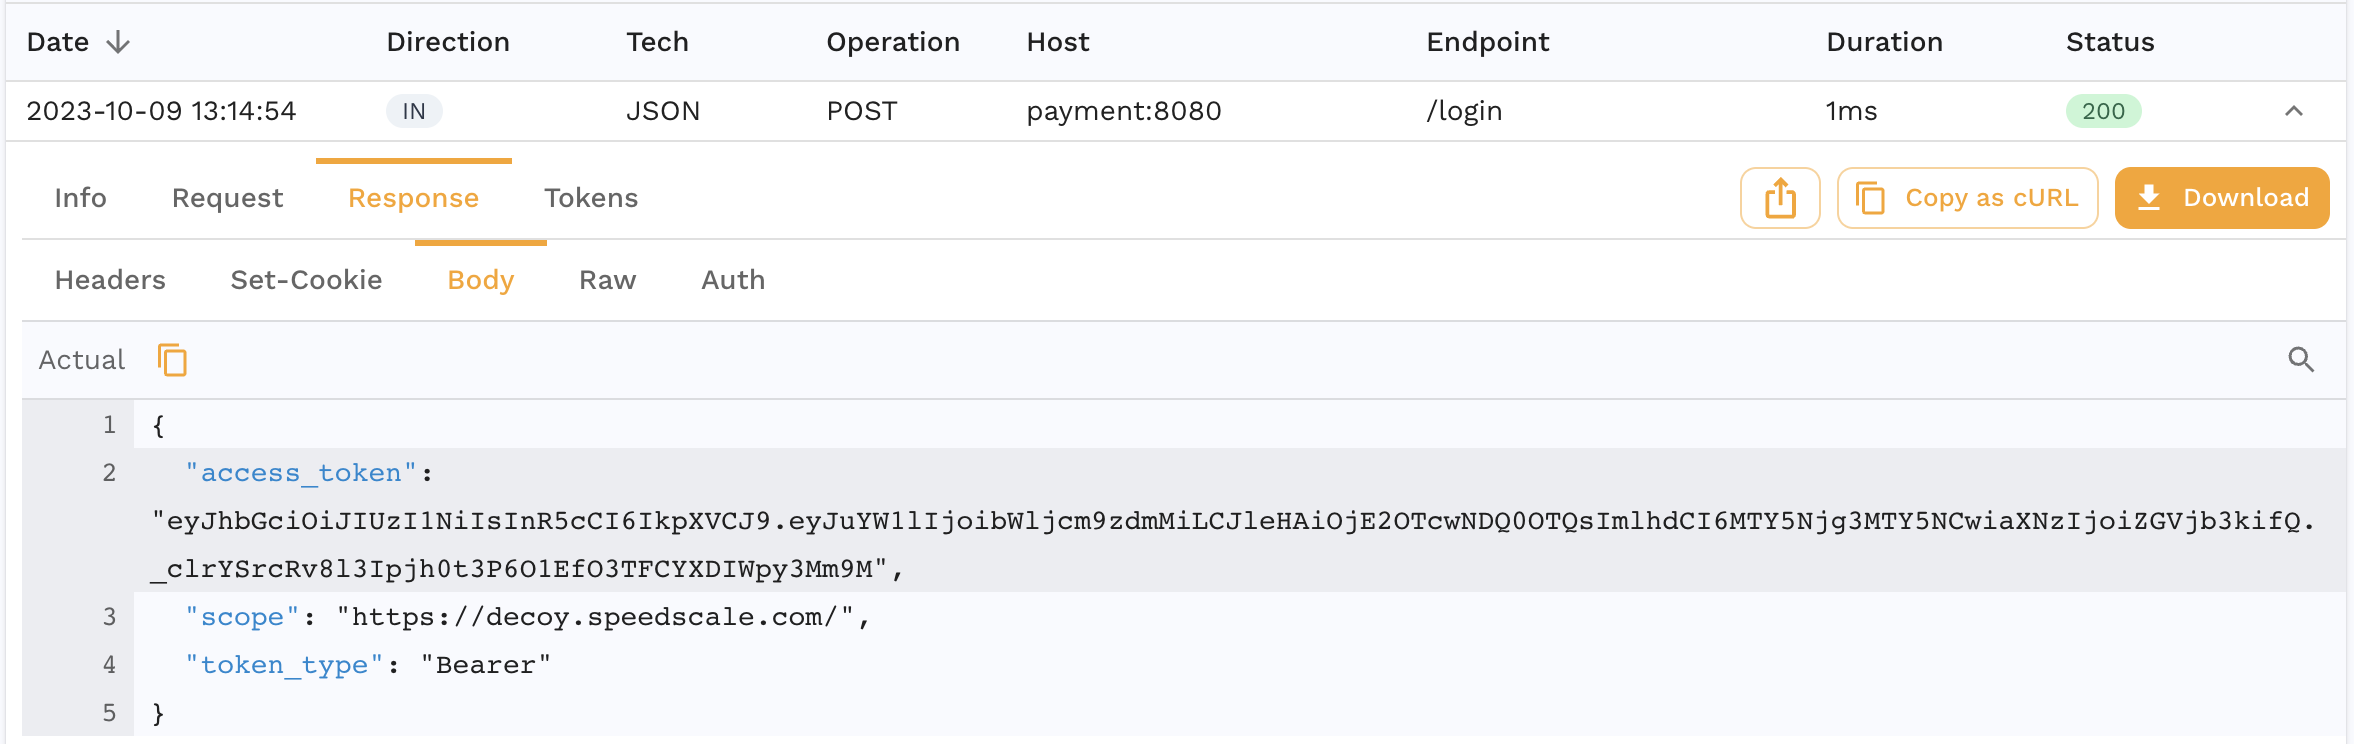 Date Direction Tech Operation Host Endpoint Duration Status
2023-10-09 13:14:54 IN JSON POST payment:8080 /login 1ms 200
Info Request Response Tokens Copy as cURL Download
Headers Set-Cookie Body Raw Auth
Actual
1 {
2 "access_token":
"eyJhbGciOiJIUzI1NiIsInR5cCI6IkpXVCJ9.eyJuYW1lIjoibWljcm9zdmMiLCJleHAiOjE2OTcwNDQ0OTQsImlhdCI6MTY5Njg3MTY5NCwiaXNzIjoiZGVjb3kifQ.
_clrYSrcRv8l3Ipjh0t3P6O1EfO3TFCYXDIWpy3Mm9M",
3 "scope": "https://decoy.speedscale.com/",
4 "token_type": "Bearer"
5 }